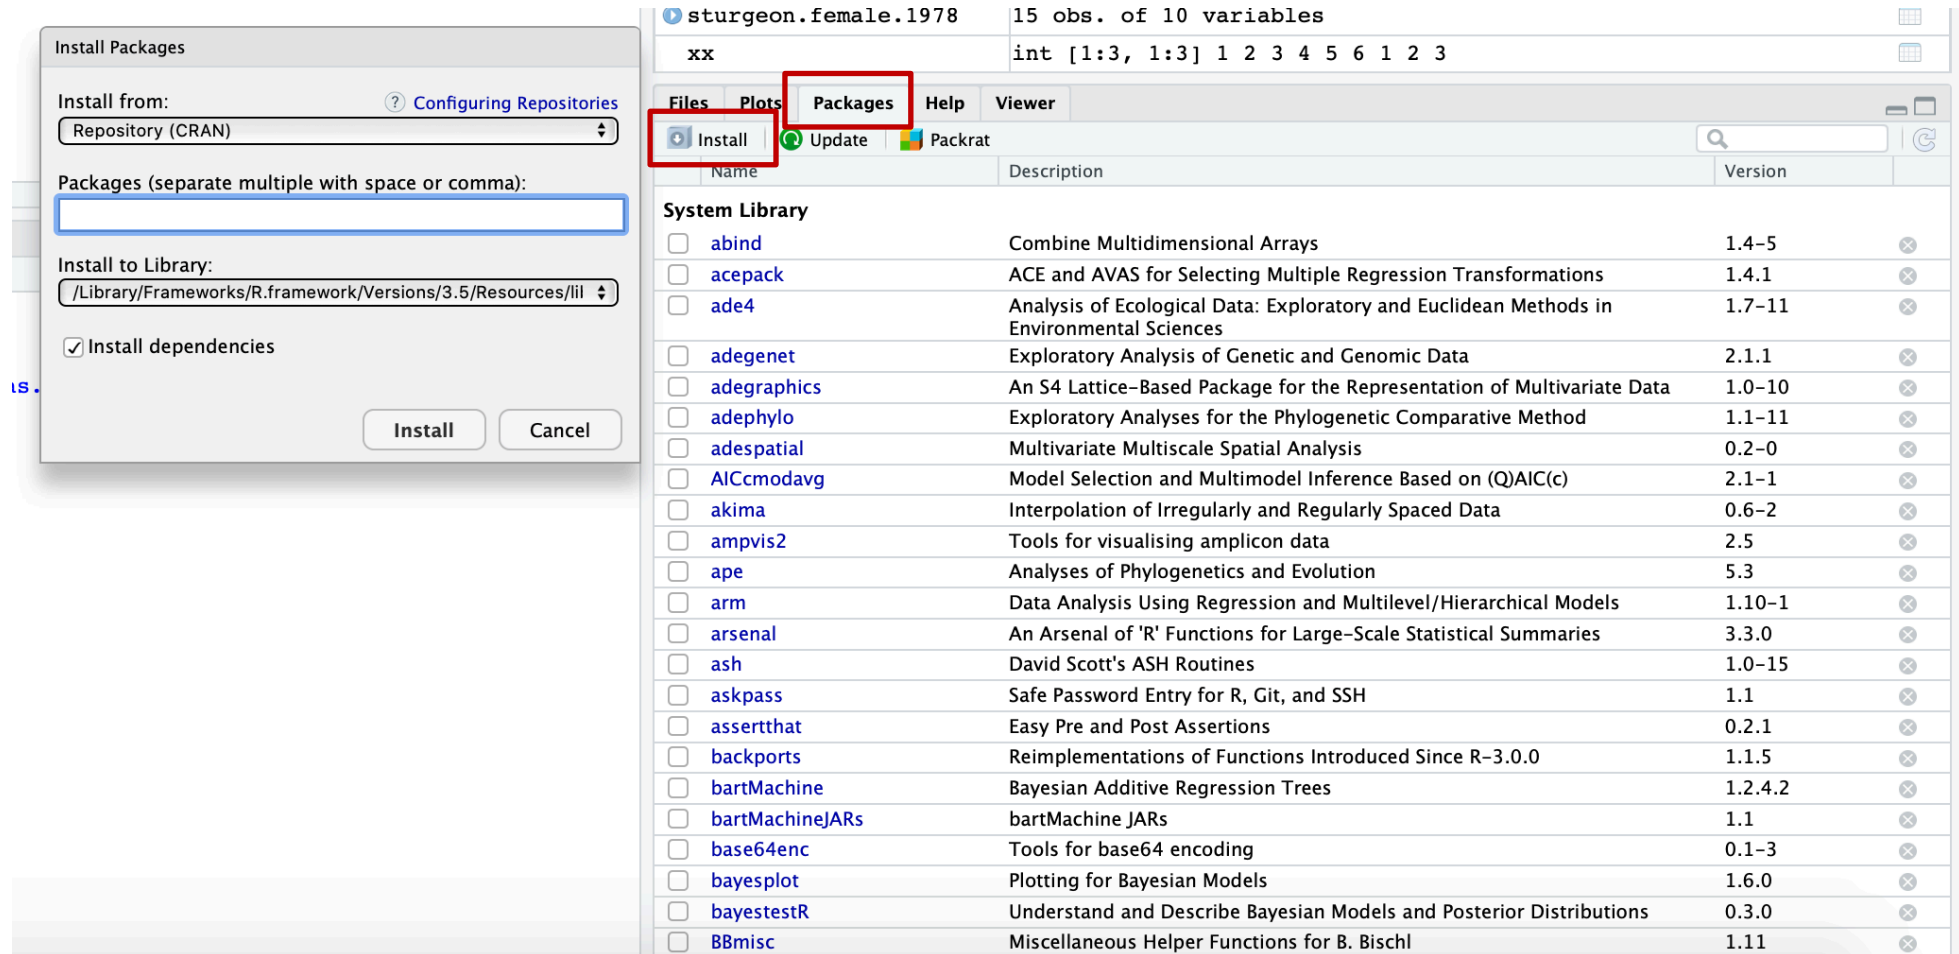 Install Packages
Install from:
? Configuring Repositories
Repository (CRAN)
Packages (separate multiple with space or comma):
Install to Library:
/Library/Frameworks/R.framework/Versions/3.5/Resources/lil
Install dependencies
Install Cancel
sturgeon.female.1978 15 obs. of 10 variables
xx int [1:3, 1:3] 1 2 3 4 5 6 1 2 3
Files Plots Packages Help Viewer
Install Update Packrat
Name Description Version
System Library
abind Combine Multidimensional Arrays 1.4-5
acepack ACE and AVAS for Selecting Multiple Regression Transformations 1.4.1
ade4 Analysis of Ecological Data: Exploratory and Euclidean Methods in 1.7-11
Environmental Sciences
adegenet Exploratory Analysis of Genetic and Genomic Data 2.1.1
adegraphics An S4 Lattice-Based Package for the Representation of Multivariate Data 1.0-10
adephylo Exploratory Analyses for the Phylogenetic Comparative Method 1.1-11
adespatial Multivariate Multiscale Spatial Analysis 0.2-0
AICcmodavg Model Selection and Multimodel Inference Based on (Q)AIC(c) 2.1-1
akima Interpolation of Irregularly and Regularly Spaced Data 0.6-2
ampvis2 Tools for visualising amplicon data 2.5
ape Analyses of Phylogenetics and Evolution 5.3
arm Data Analysis Using Regression and Multilevel/Hierarchical Models 1.10-1
arsenal An Arsenal of 'R' Functions for Large-Scale Statistical Summaries 3.3.0
ash David Scott's ASH Routines 1.0-15
askpass Safe Password Entry for R, Git, and SSH 1.1
assertthat Easy Pre and Post Assertions 0.2.1
backports Reimplementations of Functions Introduced Since R-3.0.0 1.1.5
bartMachine Bayesian Additive Regression Trees 1.2.4.2
bartMachineJARs bartMachine JARs 1.1
base64enc Tools for base64 encoding 0.1-3
bayesplot Plotting for Bayesian Models 1.6.0
bayestestR Understand and Describe Bayesian Models and Posterior Distributions 0.3.0
BBmisc Miscellaneous Helper Functions for B. Bischl 1.11